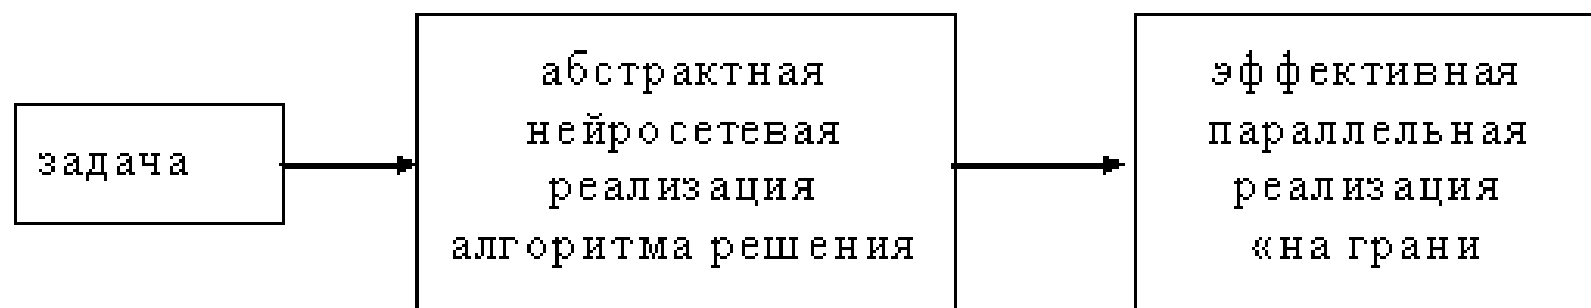 задача
абстрактная
нейросетевая
реализация
алгоритма решения
эффективная
параллельная
реализация
«на грани